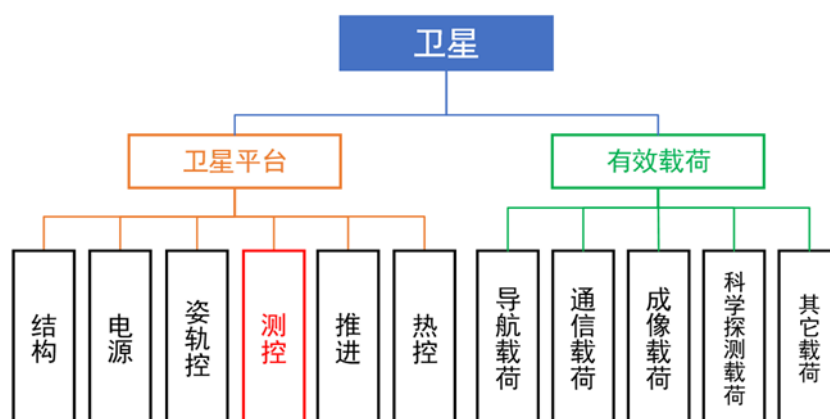 卫星
卫星平台
有效载荷
结构
电源
姿轨控
测控
推进
热控
导航载荷
通信载荷
成像载荷
科学探测载荷
其它载荷